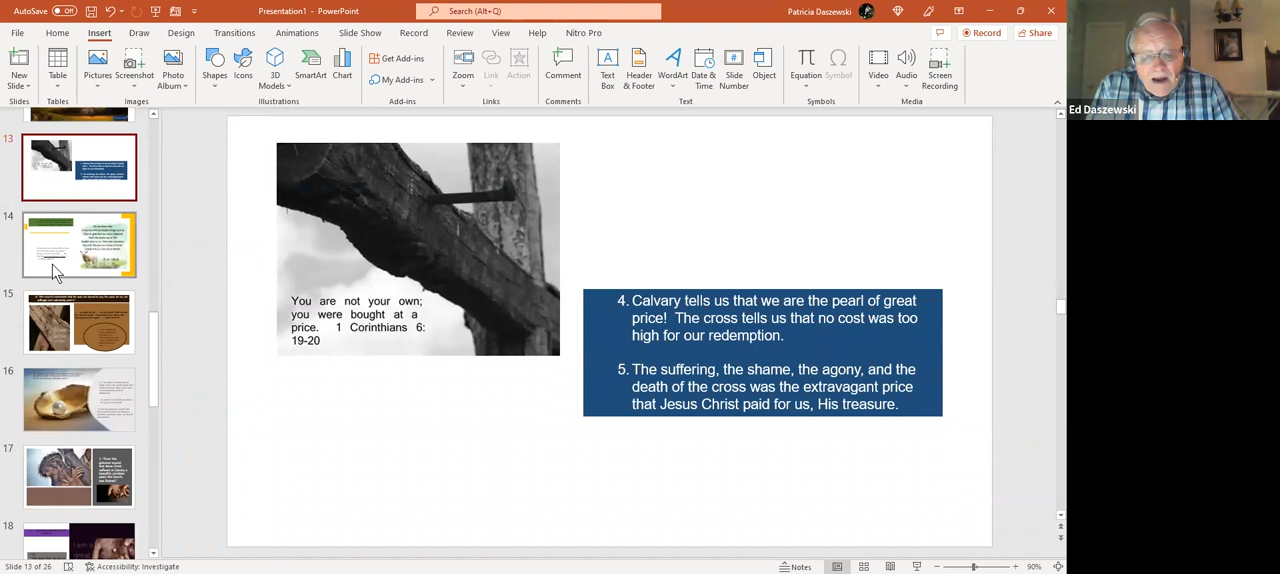 AutoSave Off
Presentation1 - PowerPoint
Search (Alt+Q)
Patricia Daszewski
File Home Insert Draw Design Transitions Animations Slide Show Record Review View Help Nitro Pro
Record Share
New Slide Table Pictures Screenshot Photo Album Shapes Icons 3D Models SmartArt Chart
Get Add-ins
My Add-ins
Zoom Link Action Comment Text Box Header & Footer WordArt Date & Time Slide Number Object Equation Symbol Video Audio Screen Recording
Slides Tables Images Illustrations Add-ins Links Comments Text Symbols Media
Ed Daszewski
13
14
15
16
17
18
You are not your own;
you were bought at a
price. 1 Corinthians 6:
19-20
4. Calvary tells us that we are the pearl of great
price! The cross tells us that no cost was too
high for our redemption.
5. The suffering, the shame, the agony, and the
death of the cross was the extravagant price
that Jesus Christ paid for us, His treasure.
Slide 13 of 26 Accessibility: Investigate
Notes
90%